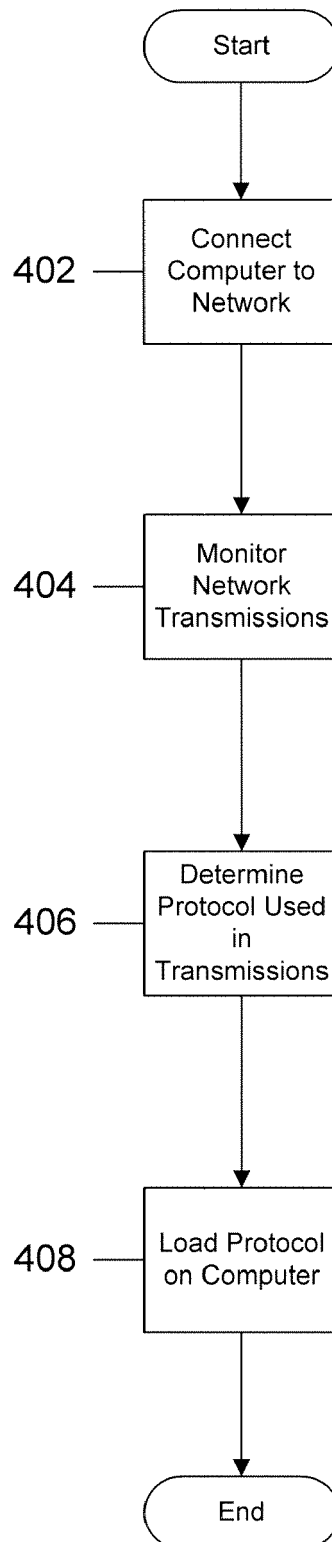 Start
402
Connect
Computer to
Network
404
Monitor
Network
Transmissions
406
Determine
Protocol Used
in
Transmissions
408
Load Protocol
on Computer
End